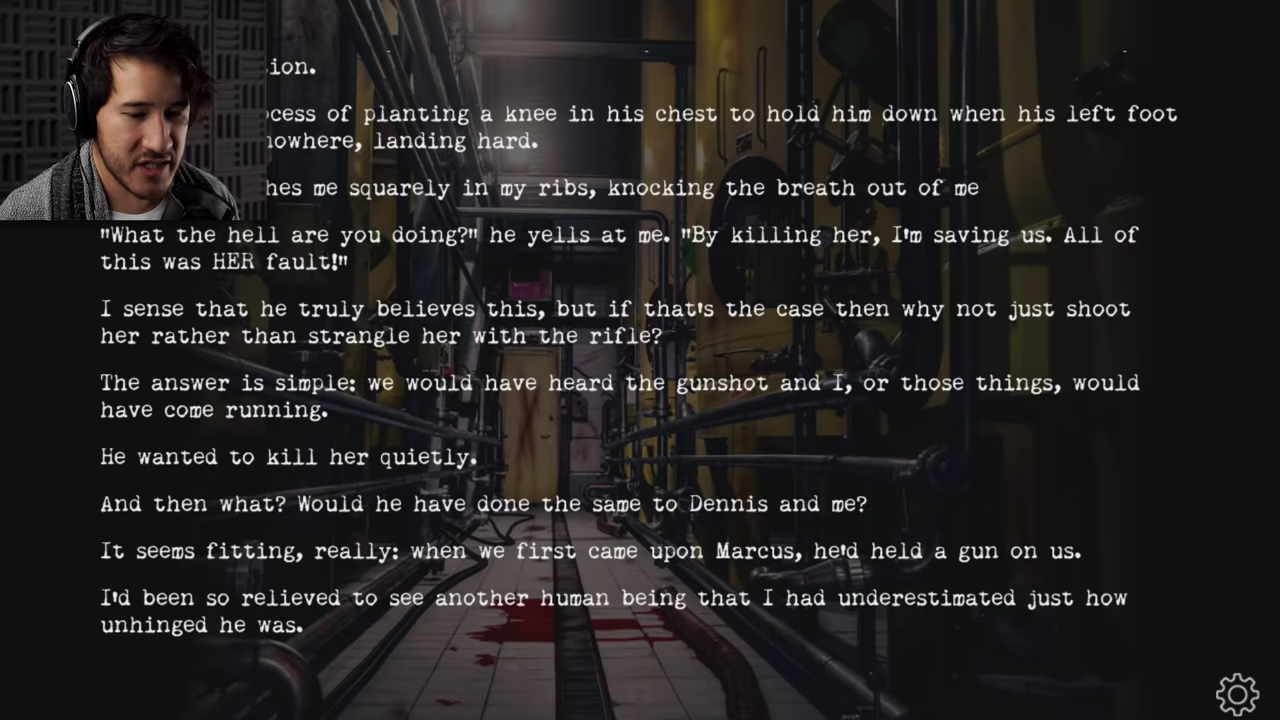 ion.
cess of planting a knee in his chest to hold him down when his left foot
nowhere, landing hard.
hes me squarely in my ribs, knocking the breath out of me
"What the hell are you doing?" he yells at me. "By killing her, I'm saving us. All of
this was HER fault!"
I sense that he truly believes this, but if that's the case then why not just shoot
her rather than strangle her with the rifle?
The answer is simple: we would have heard the gunshot and I, or those things, would
have come running.
He wanted to kill her quietly.
And then what? Would he have done the same to Dennis and me?
It seems fitting, really: when we first came upon Marcus, he'd held a gun on us.
I'd been so relieved to see another human being that I had underestimated just how
unhinged he was.